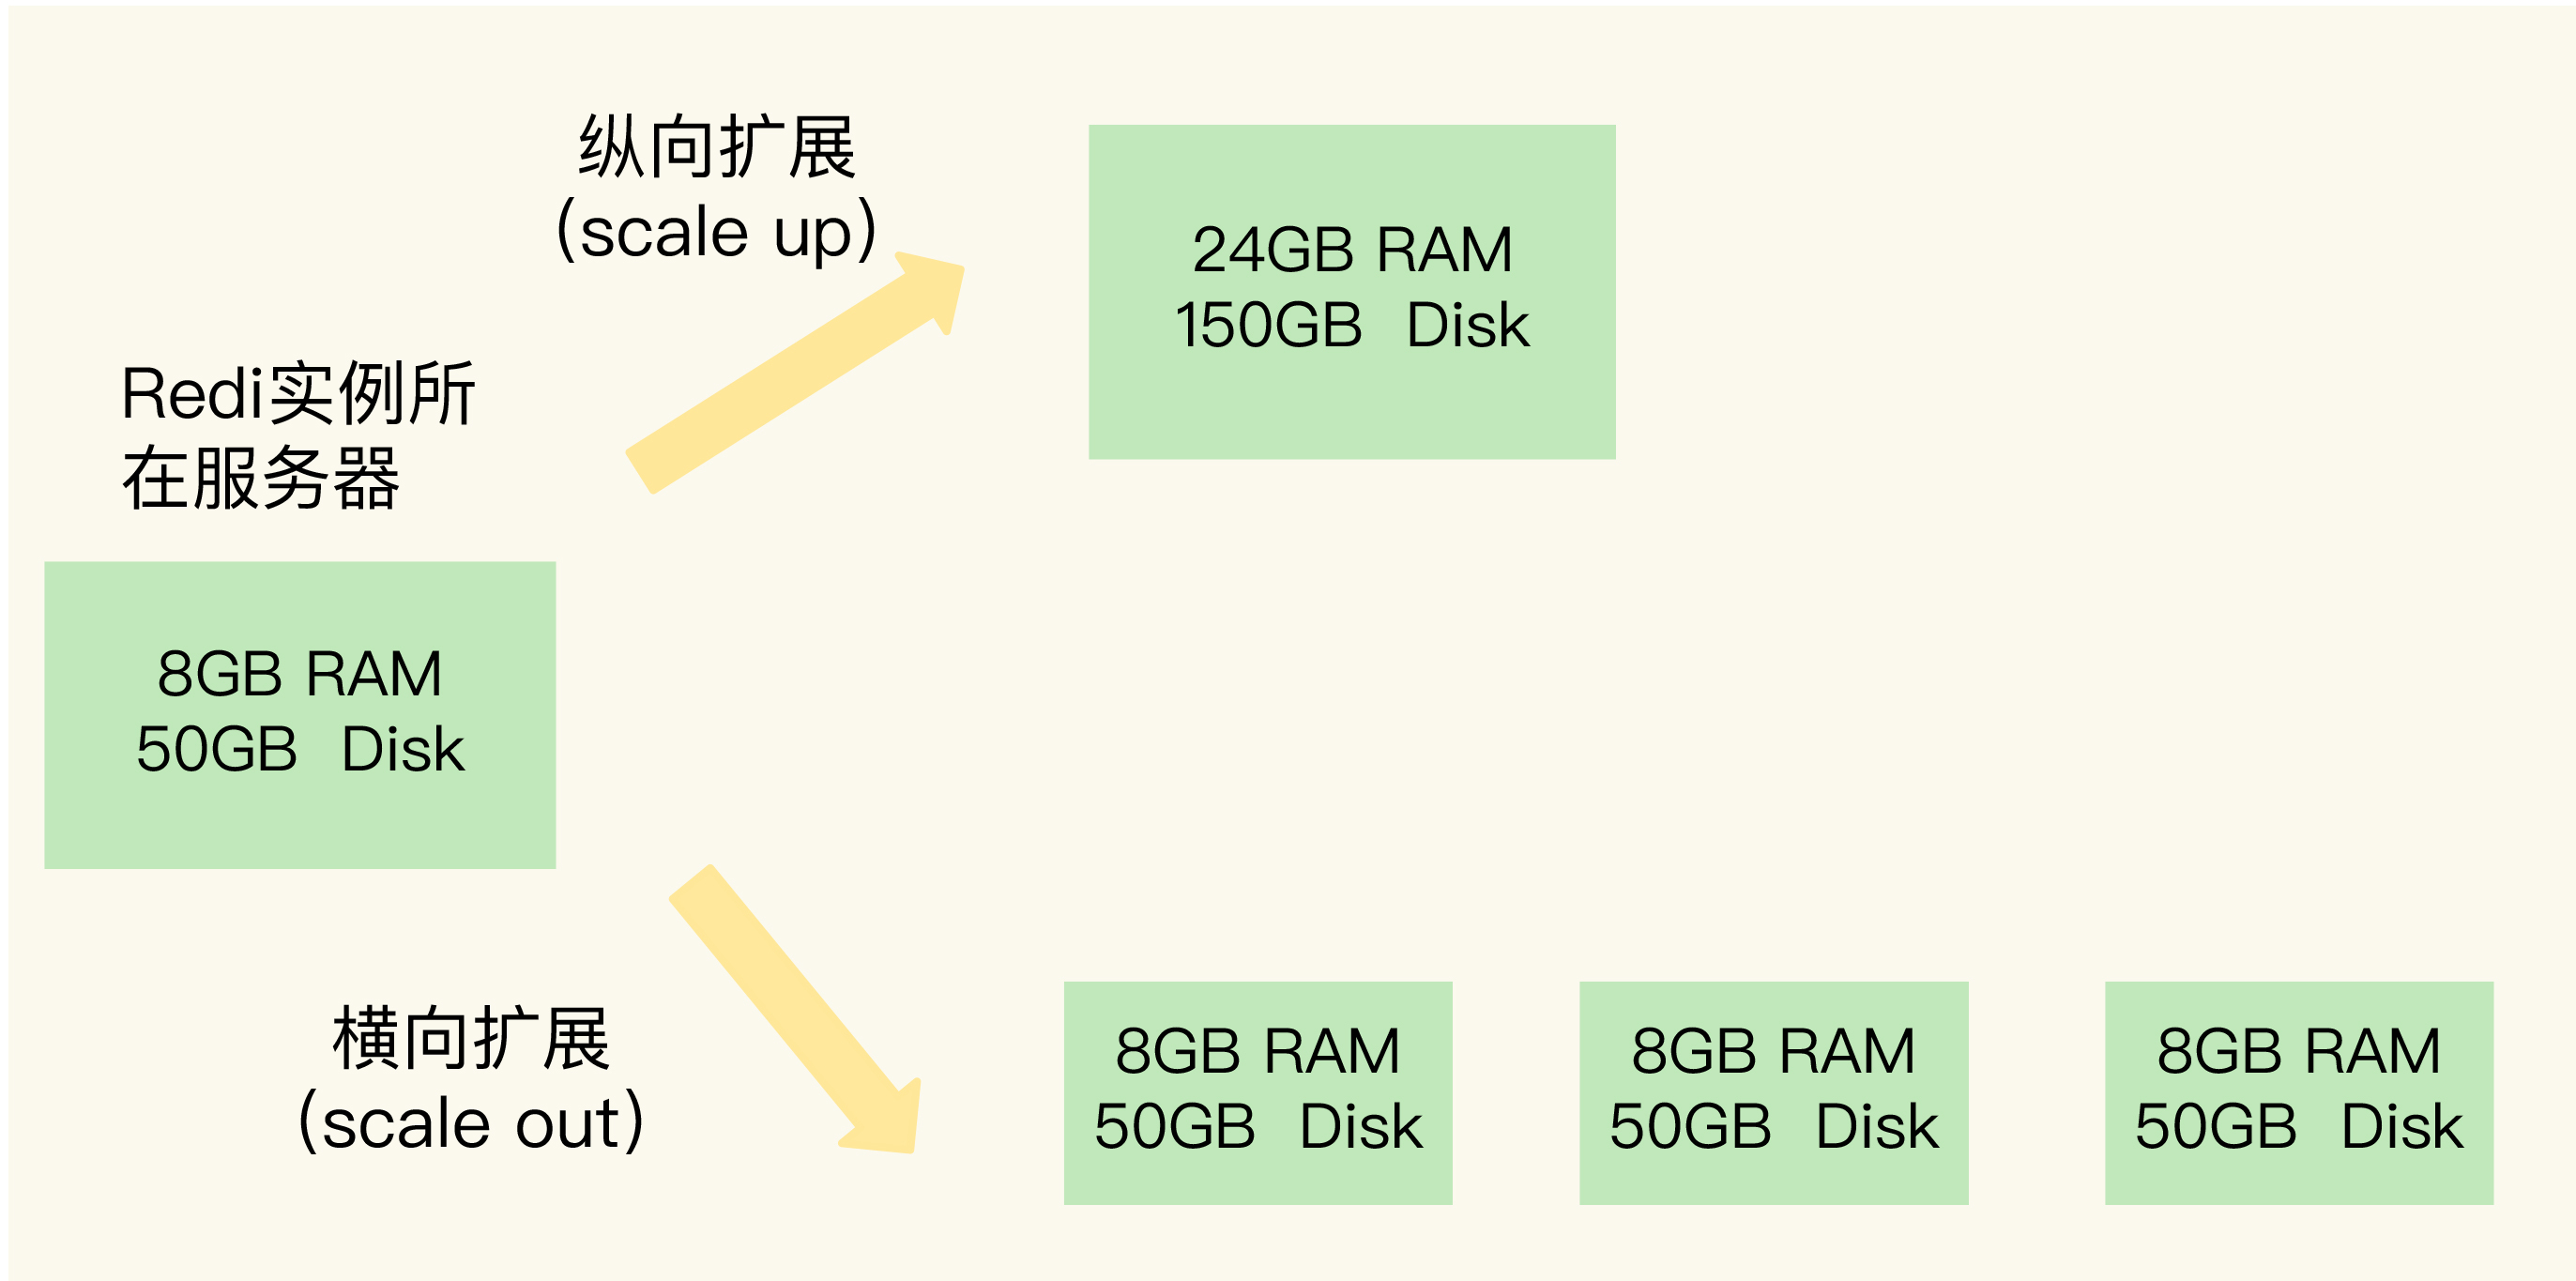 纵向扩展
(scale up)
24GB RAM
150GB Disk
Redi实例所
在服务器
8GB RAM
50GB Disk
横向扩展
(scale out)
8GB RAM
50GB Disk
8GB RAM
50GB Disk
8GB RAM
50GB Disk